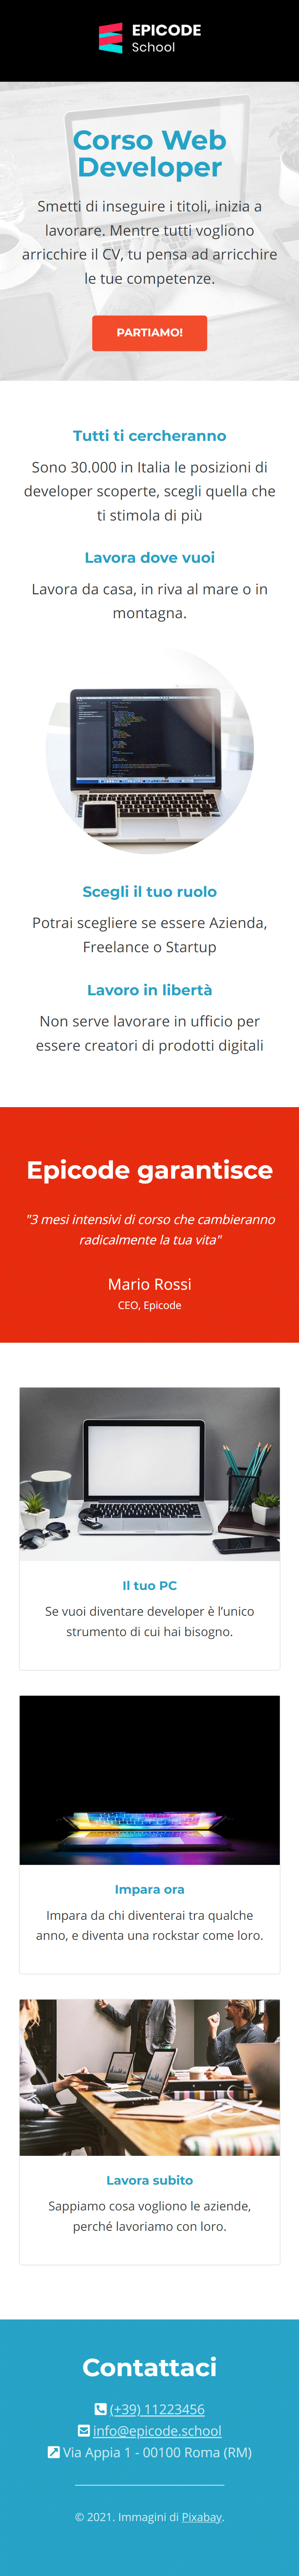 EPICODE
School
Corso Web
Developer
Smetti di inseguire i titoli, inizia a
lavorare. Mentre tutti vogliono
arricchire il CV, tu pensa ad arricchire
le tue competenze.
PARTIAMO!
Tutti ti cercheranno
Sono 30.000 in Italia le posizioni di
developer scoperte, scegli quella che
ti stimola di più
Lavora dove vuoi
Lavora da casa, in riva al mare o in
montagna.
Scegli il tuo ruolo
Potrai scegliere se essere Azienda,
Freelance o Startup
Lavoro in libertà
Non serve lavorare in ufficio per
essere creatori di prodotti digitali
Epicode garantisce
"3 mesi intensivi di corso che cambieranno
radicalmente la tua vita"
Mario Rossi
CEO, Epicode
Il tuo PC
Se vuoi diventare developer è l'unico
strumento di cui hai bisogno.
Impara ora
Impara da chi diventerai tra qualche
anno, e diventa una rockstar come loro.
Lavora subito
Sappiamo cosa vogliono le aziende,
perché lavoriamo con loro.
Contattaci
(+39) 11223456
info@epicode.school
Via Appia 1 - 00100 Roma (RM)
© 2021. Immagini di Pixabay.